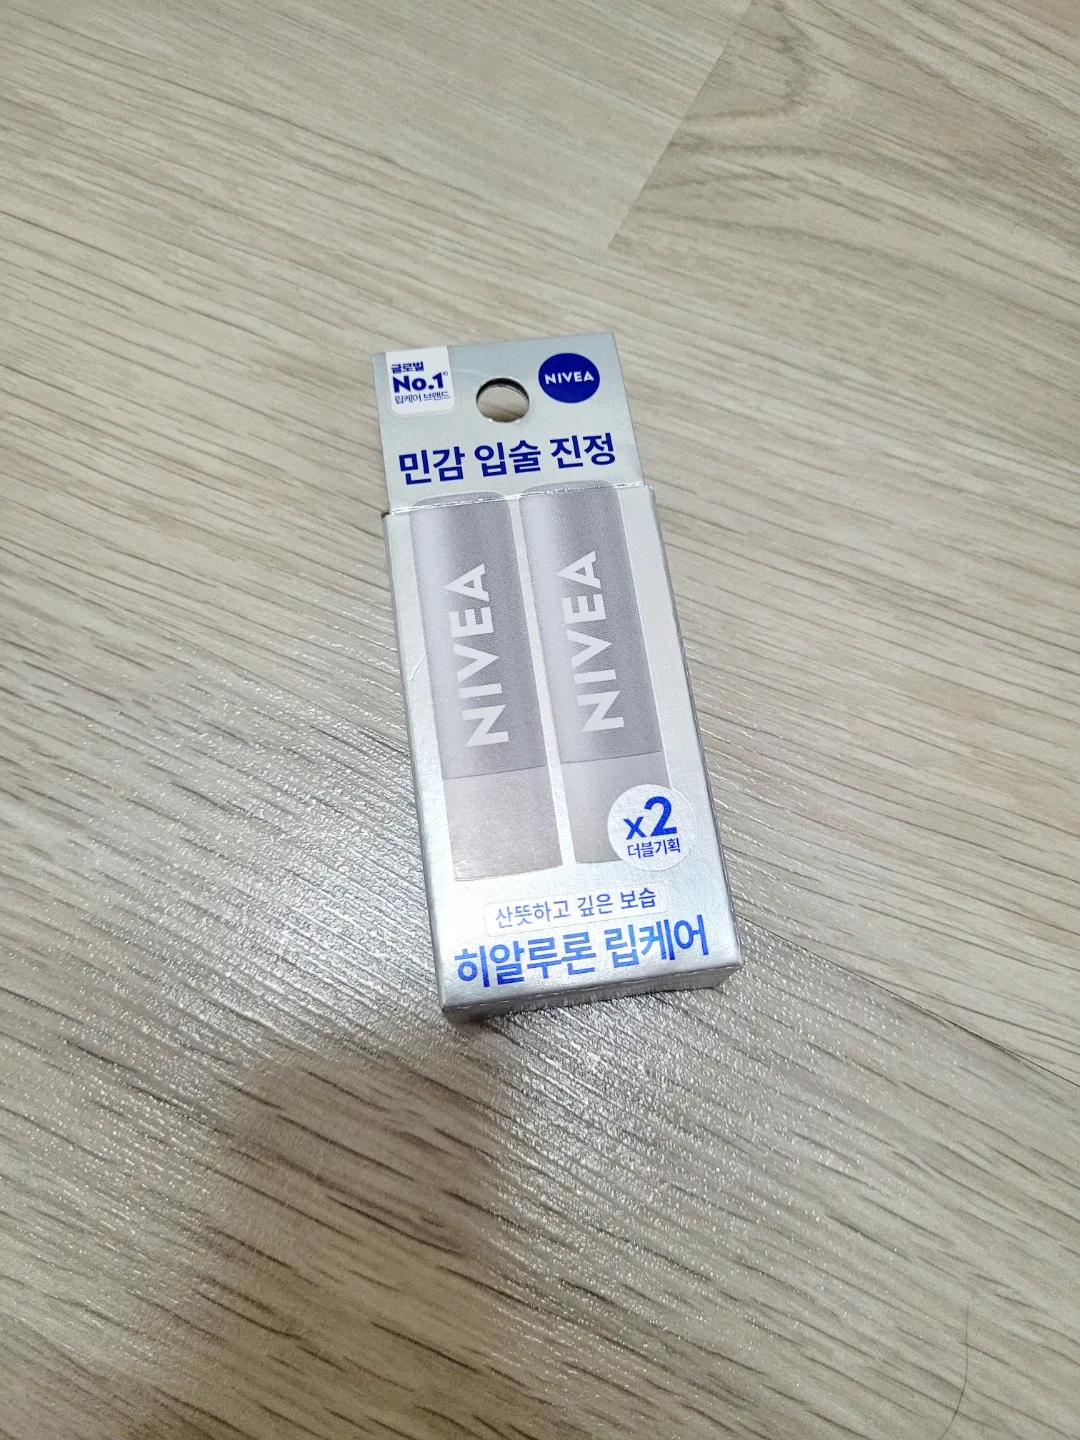 글로벌
No.1
립케어 브랜드
NIVEA
민감 입술 진정
NIVEA
NIVEA
x2
더블기획
산뜻하고 깊은 보습
히알루론 립케어